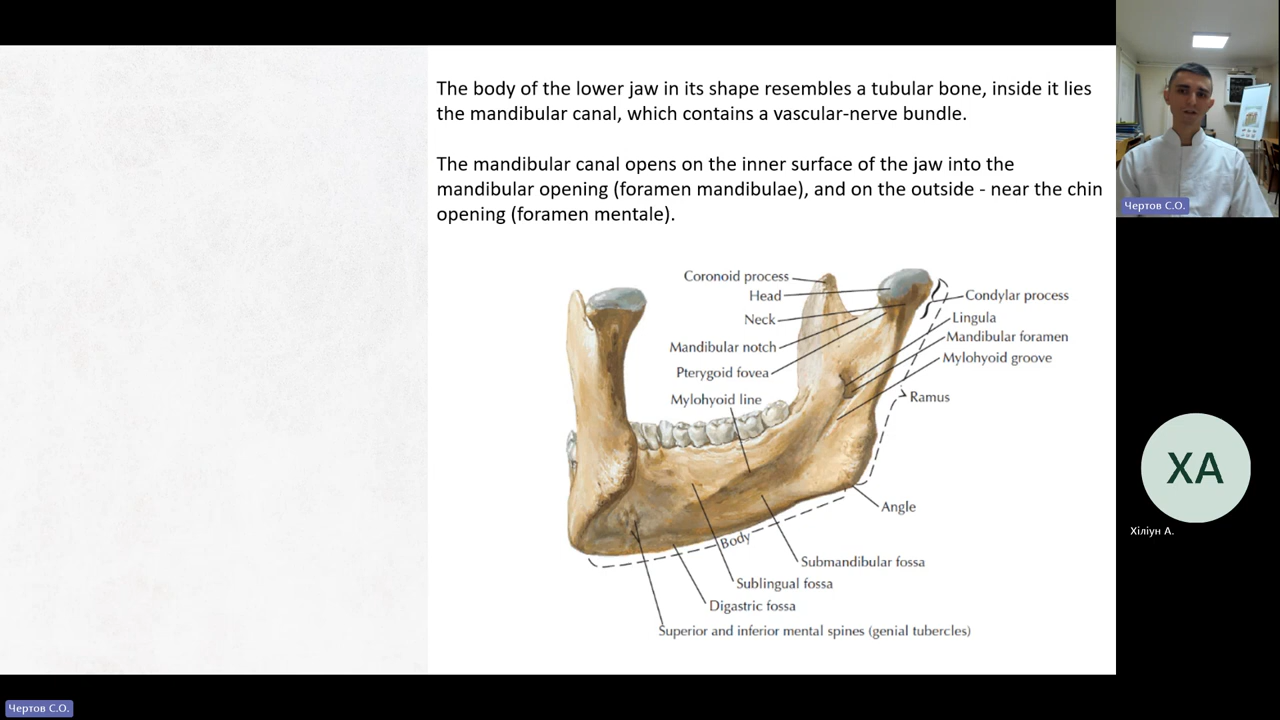 The body of the lower jaw in its shape resembles a tubular bone, inside it lies
the mandibular canal, which contains a vascular-nerve bundle.
The mandibular canal opens on the inner surface of the jaw into the
mandibular opening (foramen mandibulae), and on the outside - near the chin
opening (foramen mentale).
Coronoid process
Head
Neck
Mandibular notch
Pterygoid fovea
Mylohyoid line
Condylar process
Lingula
Mandibular foramen
Mylohyoid groove
Ramus
Angle
Body
Submandibular fossa
Sublingual fossa
Digastric fossa
Superior and inferior mental spines (genial tubercles)
Чертов С.О.
ХА
Хіліун А.
Чертов С.О.